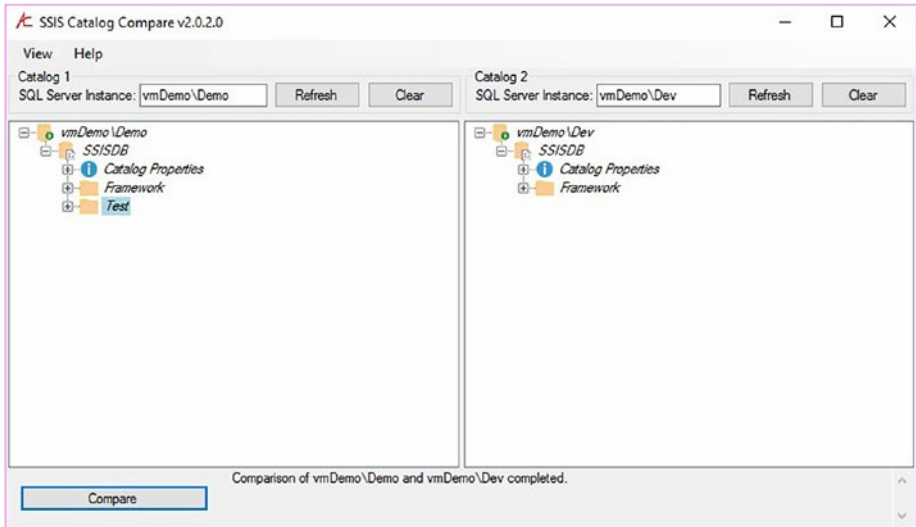 SSIS Catalog Compare v2.0.2.0
View Help
Catalog 1
SQL Server Instance: vmDemo\Demo Refresh Clear
vmDemo\Demo
SSISDB
Catalog Properties
Framework
Test
Catalog 2
SQL Server Instance: vmDemo\Dev Refresh Clear
vmDemo\Dev
SSISDB
Catalog Properties
Framework
Compare
Comparison of vmDemo\Demo and vmDemo\Dev completed.